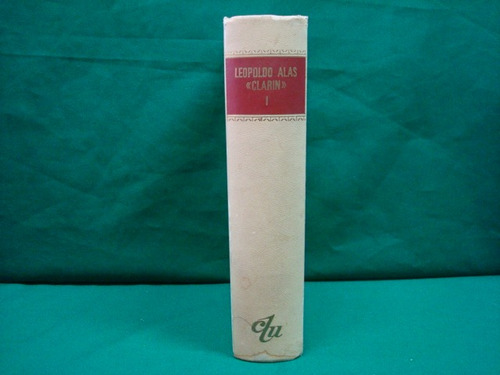 LEOPOLDO ALAS
«CLARIN»
I
clu